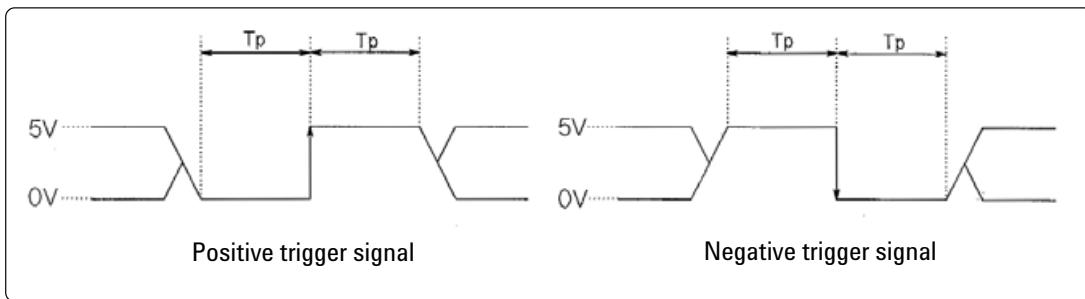 Tp Tp
5V
0V
Positive trigger signal
Tp Tp
5V
0V
Negative trigger signal